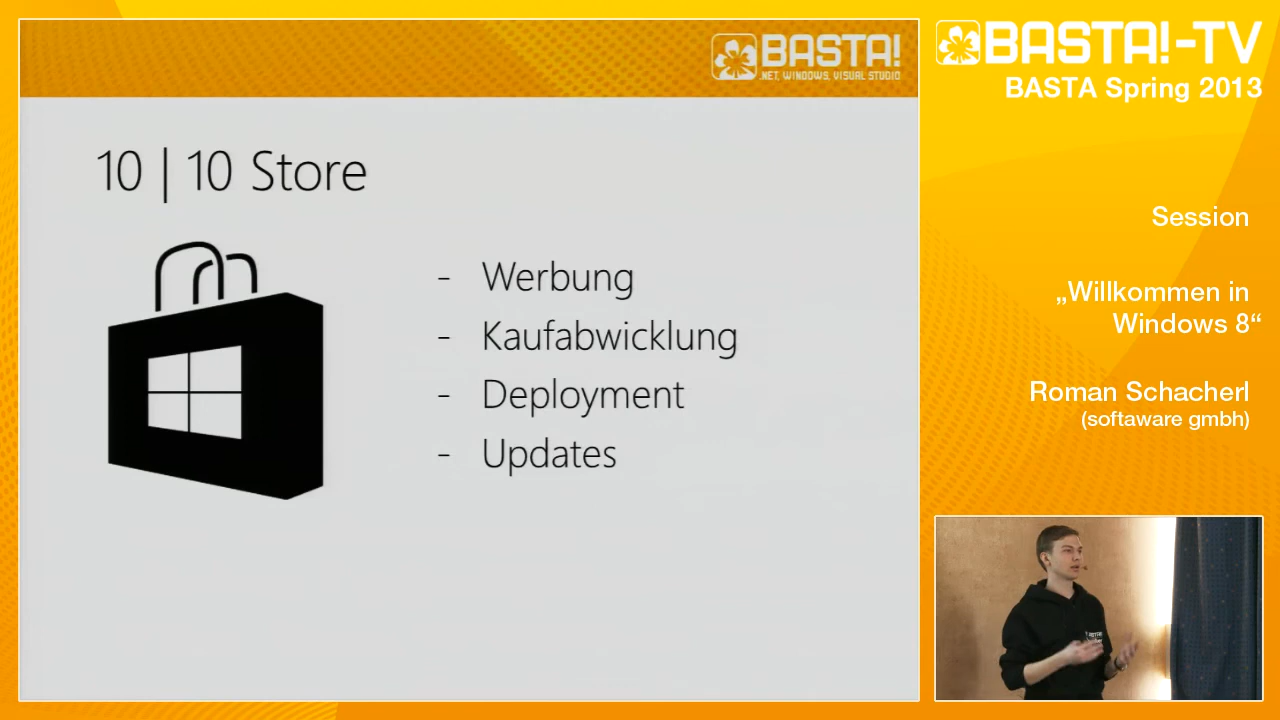 BASTA!
.NET, WINDOWS, VISUAL STUDIO
10 | 10 Store
- Werbung
- Kaufabwicklung
- Deployment
- Updates
BASTA!-TV
BASTA Spring 2013
Session
„Willkommen in
Windows 8“
Roman Schacherl
(softaware gmbh)
BASTA!